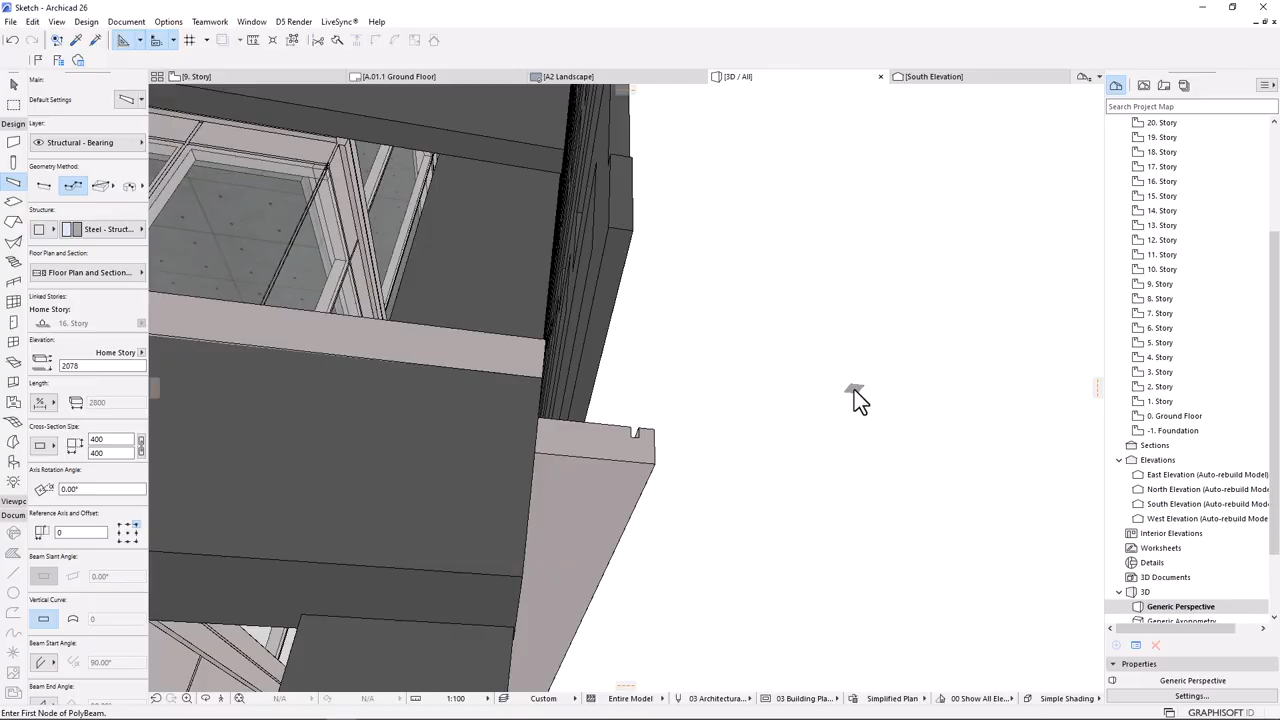 Sketch - Archicad 26
File Edit View Design Document Options Teamwork Window D5 Render LiveSync® Help
[9. Story] [A.01.1 Ground Floor] [A2 Landscape] [3D / All] [South Elevation]
Main:
Default Settings
Design
Layer:
Structural - Bearing
Geometry Method:
Structure:
Steel - Struct...
Floor Plan and Section:
Floor Plan and Section...
Linked Stories:
Home Story:
16. Story
Elevation:
Home Story
2078
Length:
2800
Cross-Section Size:
400
400
Axis Rotation Angle:
0.00°
Viewpo
Reference Axis and Offset:
Docum
0
Beam Slant Angle:
0.00°
Vertical Curve:
0
Beam Start Angle:
90.00°
Beam End Angle:
Search Project Map
20. Story
19. Story
18. Story
17. Story
16. Story
15. Story
14. Story
13. Story
12. Story
11. Story
10. Story
9. Story
8. Story
7. Story
6. Story
5. Story
4. Story
3. Story
2. Story
1. Story
0. Ground Floor
-1. Foundation
Sections
Elevations
East Elevation (Auto-rebuild Model)
North Elevation (Auto-rebuild Mode
South Elevation (Auto-rebuild Mode
West Elevation (Auto-rebuild Mode
Interior Elevations
Worksheets
Details
3D Documents
3D
Generic Perspective
Generic Axonometry
Properties
Generic Perspective
Settings...
N/A N/A 1:100 Custom Entire Model 03 Architectura... 03 Building Pla... Simplified Plan 00 Show All Ele... Simple Shading
Enter First Node of PolyBeam.
GRAPHISOFT ID